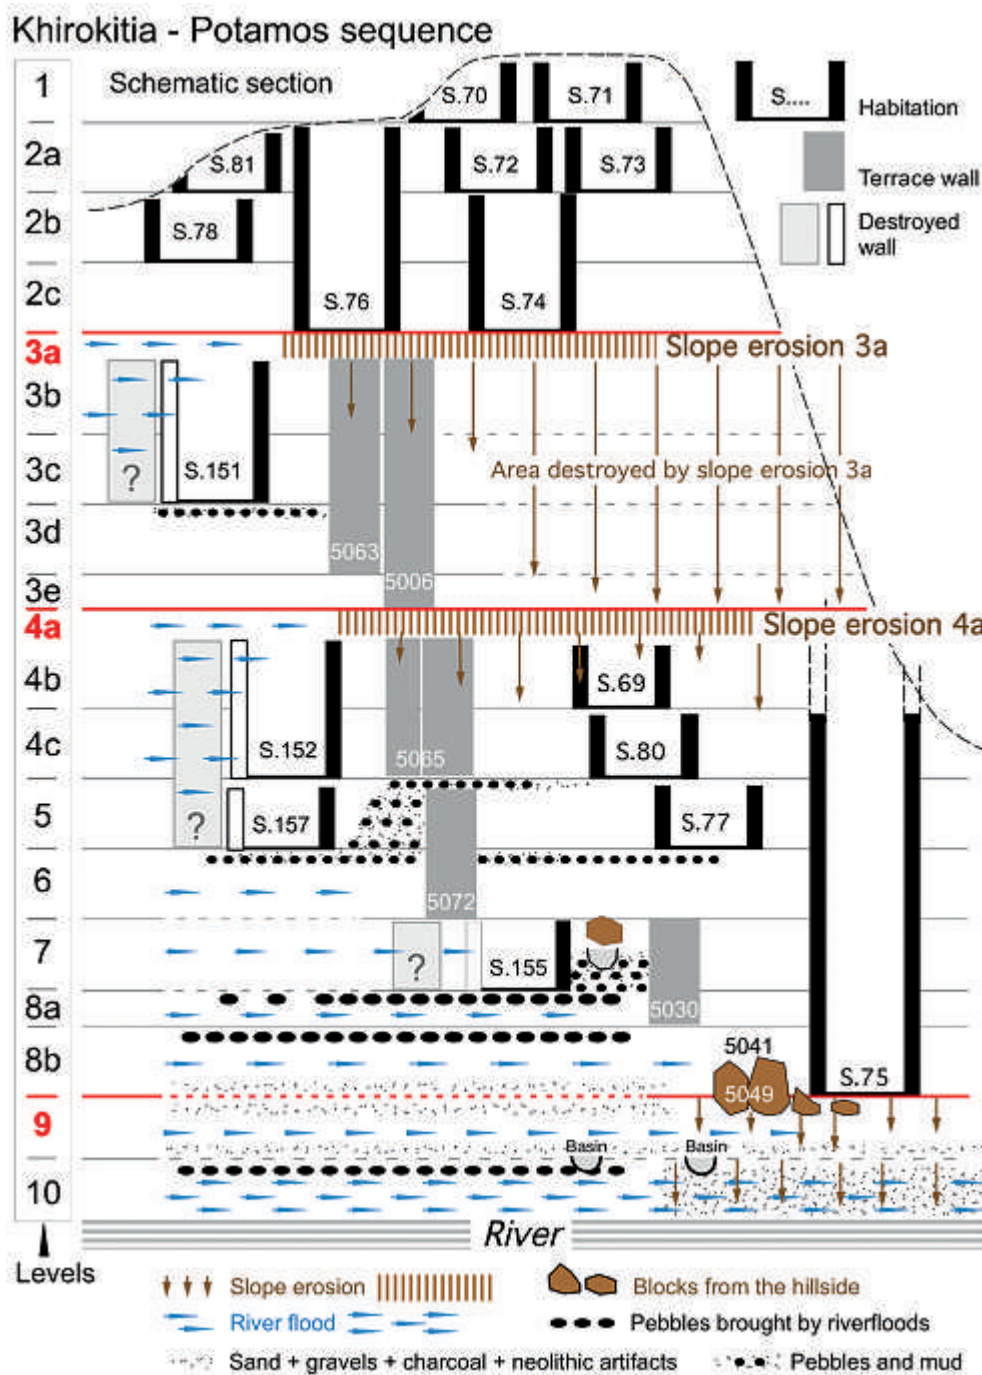 Khirokitia - Potamos sequence
1
Schematic section
S.70
S.71
S....
Habitation
2a
S.81
S.72
S.73
Terrace wall
2b
S.78
Destroyed
wall
2c
S.76
S.74
3a
Slope erosion 3a
3b
3c
?
S.151
Area destroyed by slope erosion 3a
3d
5063
3e
5006
4a
Slope erosion 4a
4b
S.69
4c
S.152
5065
S.80
5
?
S.157
S.77
6
5072
7
?
S.155
8a
5030
8b
5041
5049
S.75
9
Basin
Basin
10
River
Levels
Slope erosion
Blocks from the hillside
River flood
Pebbles brought by riverfloods
Sand + gravels + charcoal + neolithic artifacts
Pebbles and mud